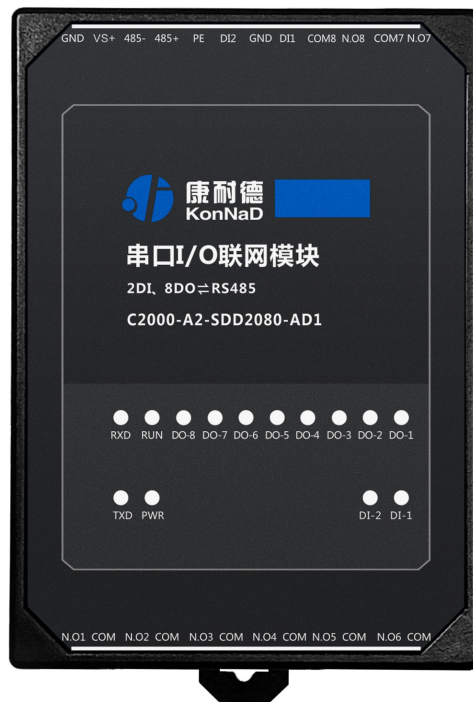 GND VS+ 485- 485+ PE DI2 GND DI1 COM8 N.O8 COM7 N.O7
康耐德
KonNaD
串口I/O联网模块
2DI、8DO⇌RS485
C2000-A2-SDD2080-AD1
RXD RUN DO-8 DO-7 DO-6 DO-5 DO-4 DO-3 DO-2 DO-1
TXD PWR DI-2 DI-1
N.O1 COM N.O2 COM N.O3 COM N.O4 COM N.O5 COM N.O6 COM